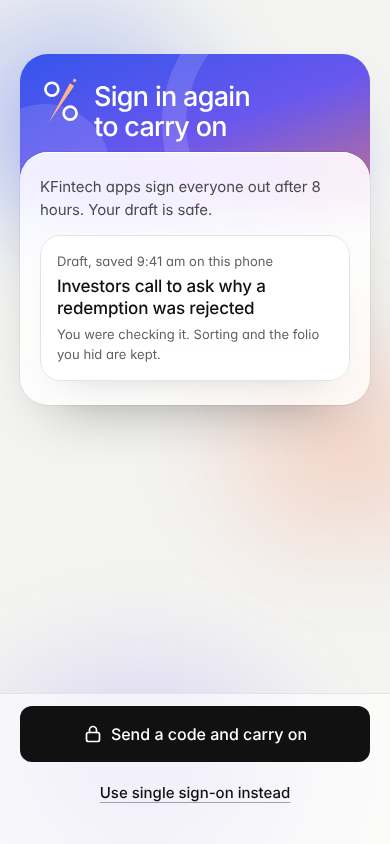 Sign in again
to carry on
KFintech apps sign everyone out after 8
hours. Your draft is safe.
Draft, saved 9:41 am on this phone
Investors call to ask why a
redemption was rejected
You were checking it. Sorting and the folio
you hid are kept.
Send a code and carry on
Use single sign-on instead